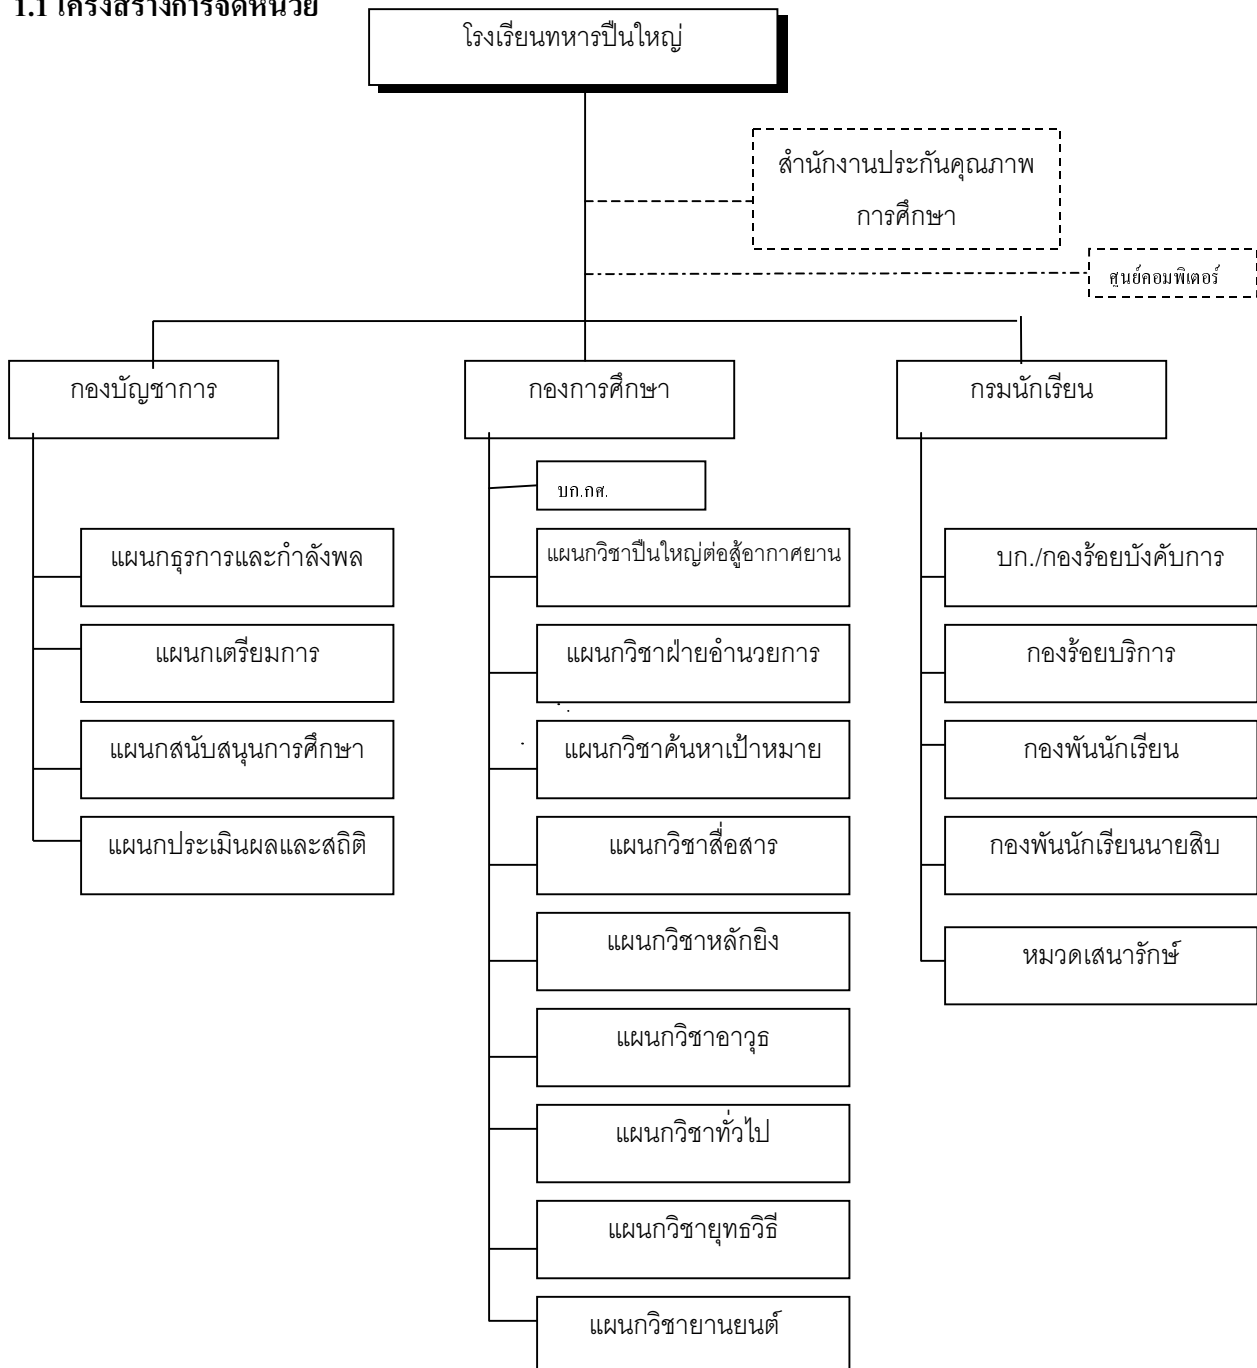 1.1 โครงสร้างการจัดหน่วย
โรงเรียนทหารปืนใหญ่
สำนักงานประกันคุณภาพ
การศึกษา
ศูนย์คอมพิเตอร์
กองบัญชาการ
กองการศึกษา
กรมนักเรียน
บก.กศ.
แผนกธุรการและกำลังพล
แผนกวิชาปืนใหญ่ต่อสู้อากาศยาน
บก./กองร้อยบังคับการ
แผนกเตรียมการ
แผนกวิชาฝ่ายอำนวยการ
กองร้อยบริการ
แผนกสนับสนุนการศึกษา
แผนกวิชาค้นหาเป้าหมาย
กองพันนักเรียน
แผนกประเมินผลและสถิติ
แผนกวิชาสื่อสาร
กองพันนักเรียนนายสิบ
แผนกวิชาหลักยิง
หมวดเสนารักษ์
แผนกวิชาอาวุธ
แผนกวิชาทั่วไป
แผนกวิชายุทธวิธี
แผนกวิชายานยนต์